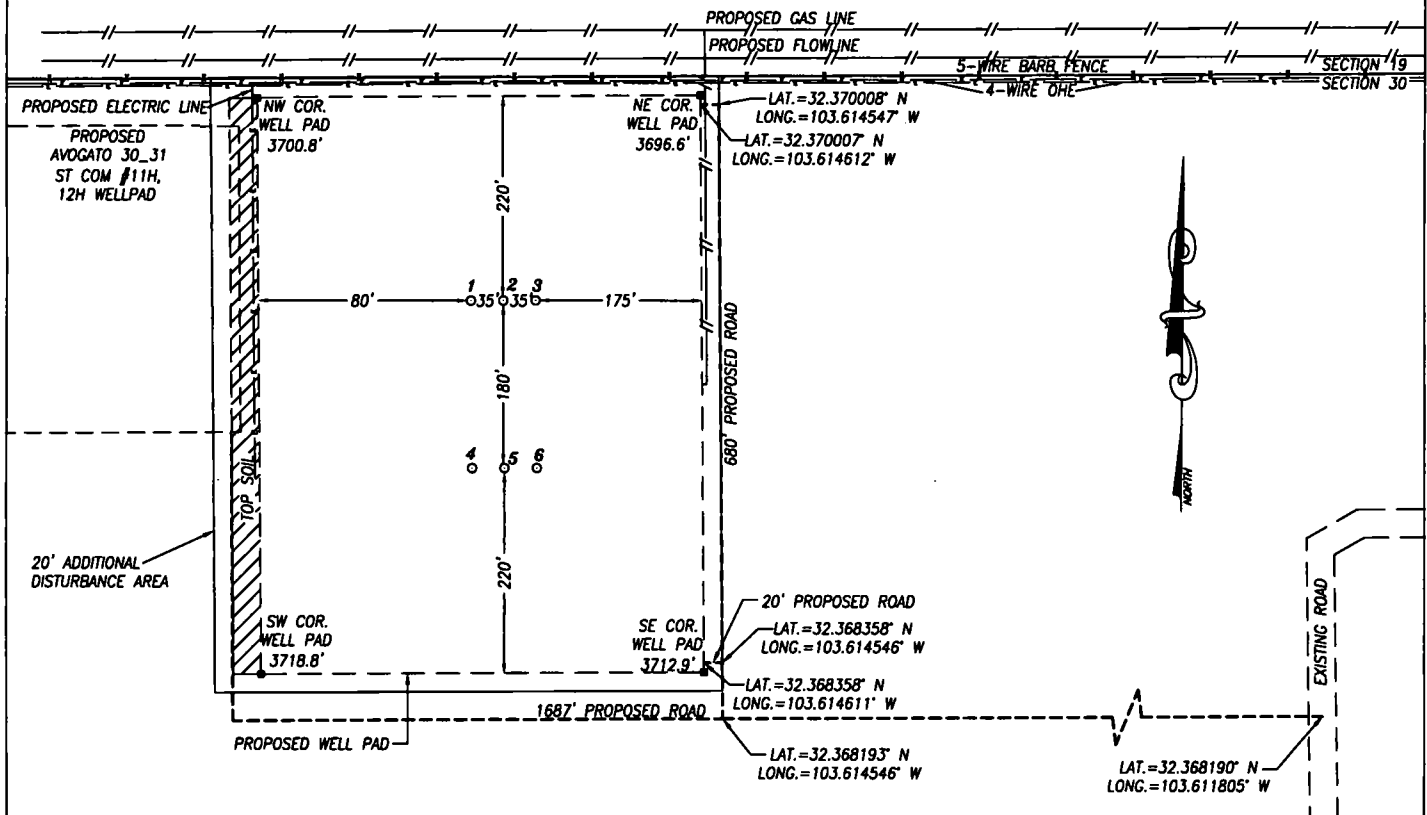 PROPOSED GAS LINE
PROPOSED FLOWLINE
5-WIRE BARB FENCE
SECTION 19
4-WIRE OHE
SECTION 30
PROPOSED ELECTRIC LINE
NW COR.
WELL PAD
3700.8'
NE COR.
WELL PAD
3696.6'
LAT.=32.370008° N
LONG.=103.614547° W
LAT.=32.370007° N
LONG.=103.614612° W
PROPOSED
AVOGATO 30_31
ST COM #11H,
12H WELLPAD
220'
80'
1
35'
2
35'
3
175'
180'
680' PROPOSED ROAD
NORTH
4
5
6
TOP SOIL
220'
20' ADDITIONAL
DISTURBANCE AREA
SW COR.
WELL PAD
3718.8'
SE COR.
WELL PAD
3712.9'
20' PROPOSED ROAD
LAT.=32.368358° N
LONG.=103.614546° W
LAT.=32.368358° N
LONG.=103.614611° W
EXISTING ROAD
1687' PROPOSED ROAD
PROPOSED WELL PAD
LAT.=32.368193° N
LONG.=103.614546° W
LAT.=32.368190° N
LONG.=103.611805° W